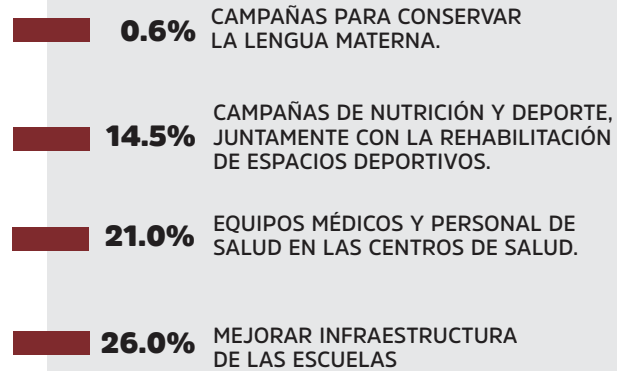 0.6% CAMPAÑAS PARA CONSERVAR
LA LENGUA MATERNA.
CAMPAÑAS DE NUTRICIÓN Y DEPORTE,
14.5% JUNTAMENTE CON LA REHABILITACIÓN
DE ESPACIOS DEPORTIVOS.
21.0% EQUIPOS MÉDICOS Y PERSONAL DE
SALUD EN LAS CENTROS DE SALUD.
26.0% MEJORAR INFRAESTRUCTURA
DE LAS ESCUELAS